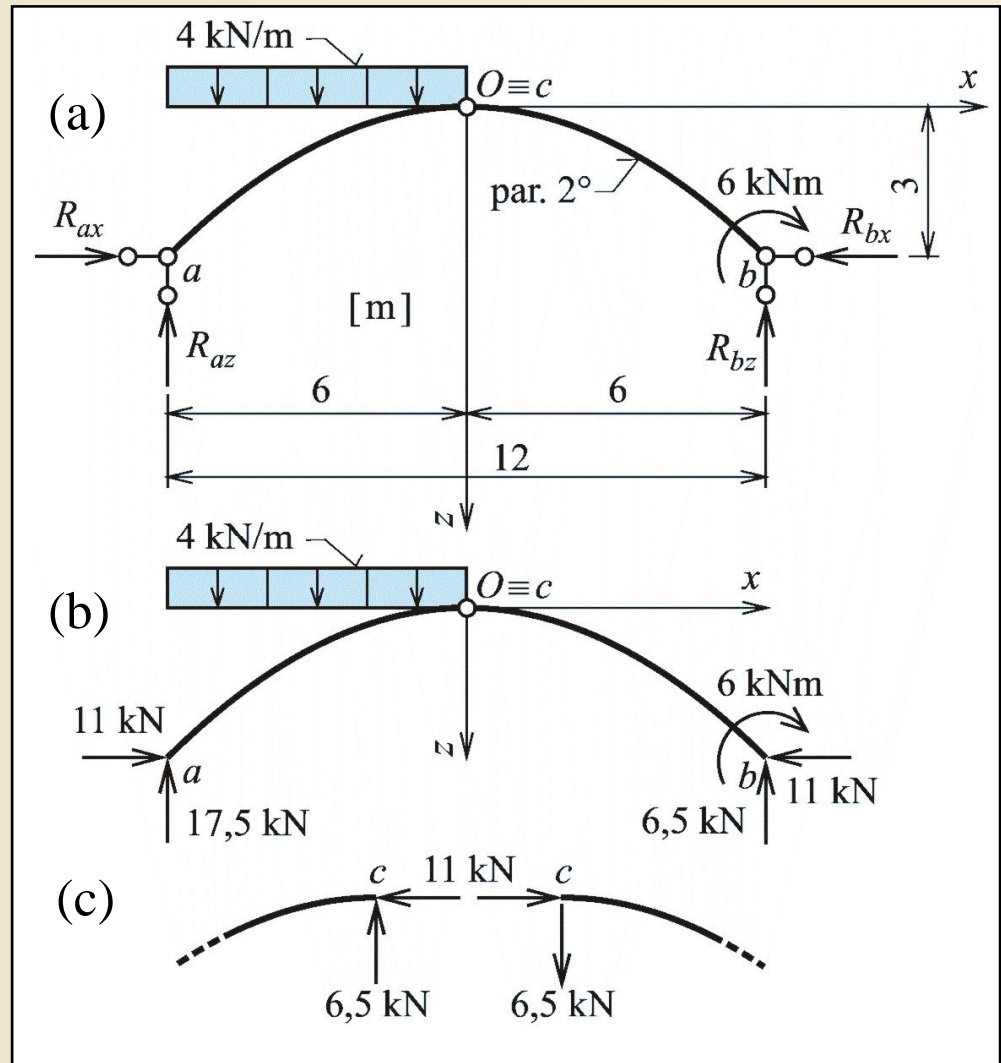 (a)
4 kN/m
O≡c
x
par. 2°
6 kNm
3
R_ax
R_bx
a
b
[m]
R_az
R_bz
6
6
12
z
(b)
4 kN/m
O≡c
x
6 kNm
11 kN
z
a
b
11 kN
17,5 kN
6,5 kN
(c)
c
11 kN
c
6,5 kN
6,5 kN